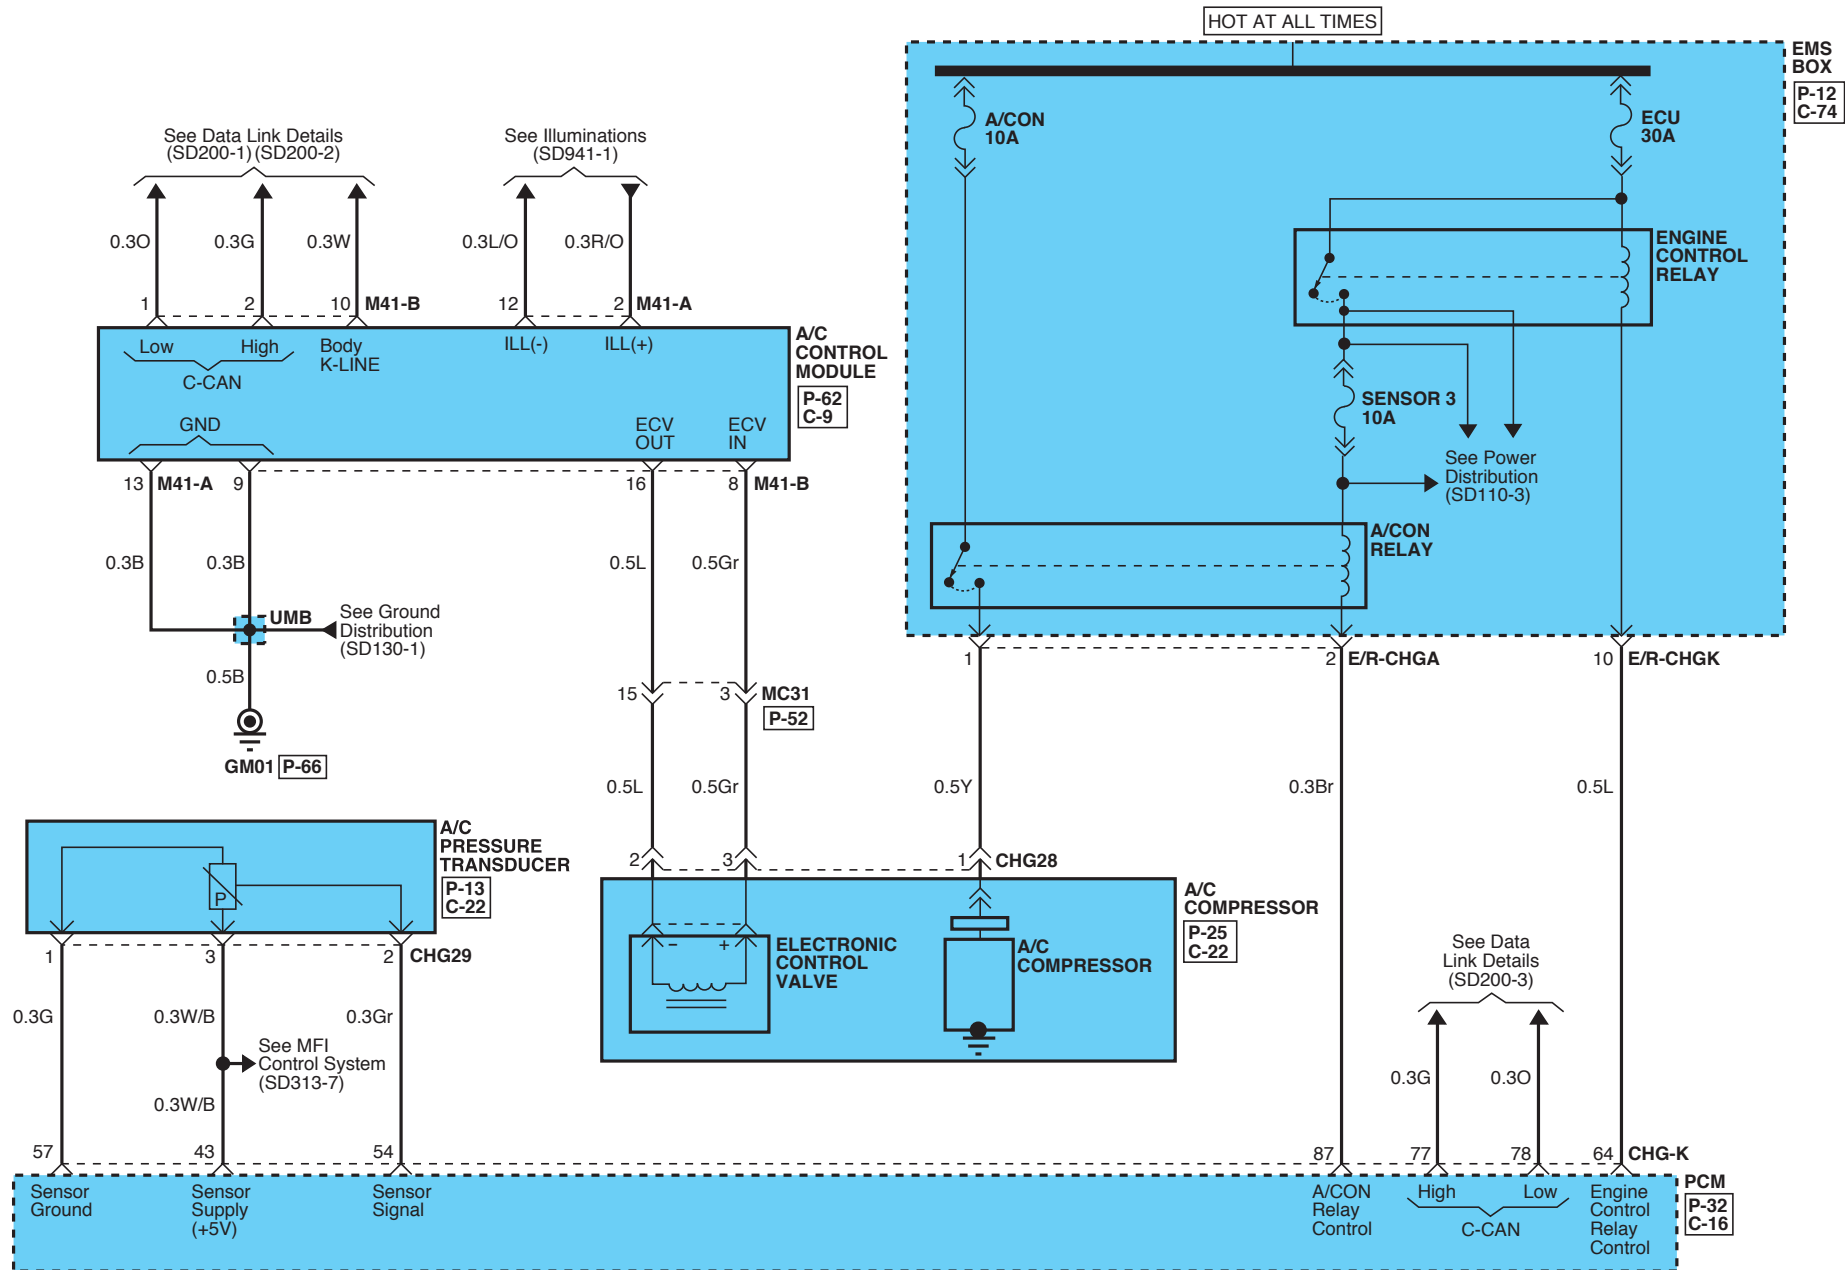 HOT AT ALL TIMES
EMS
BOX
P-12
C-74
A/CON
10A
ECU
30A
ENGINE
CONTROL
RELAY
SENSOR 3
10A
See Power
Distribution
(SD110-3)
A/CON
RELAY
1
2
E/R-CHGA
10
E/R-CHGK
See Data Link Details
(SD200-1)(SD200-2)
See Illuminations
(SD941-1)
0.3O
0.3G
0.3W
0.3L/O
0.3R/O
1
2
10
M41-B
12
2
M41-A
Low
High
C-CAN
Body
K-LINE
ILL(-)
ILL(+)
A/C
CONTROL
MODULE
P-62
C-9
GND
ECV
OUT
ECV
IN
13
M41-A
9
16
8
M41-B
0.3B
0.3B
0.5L
0.5Gr
UMB
See Ground
Distribution
(SD130-1)
0.5B
GM01
P-66
15
3
MC31
P-52
0.5L
0.5Gr
0.5Y
0.3Br
0.5L
A/C
PRESSURE
TRANSDUCER
P-13
C-22
P
1
3
2
CHG29
0.3G
0.3W/B
0.3Gr
See MFI
Control System
(SD313-7)
0.3W/B
2
3
1
CHG28
A/C
COMPRESSOR
P-25
C-22
-
+
ELECTRONIC
CONTROL
VALVE
A/C
COMPRESSOR
See Data
Link Details
(SD200-3)
0.3G
0.3O
57
43
54
87
77
78
64
CHG-K
Sensor
Ground
Sensor
Supply
(+5V)
Sensor
Signal
A/CON
Relay
Control
High
Low
C-CAN
Engine
Control
Relay
Control
PCM
P-32
C-16